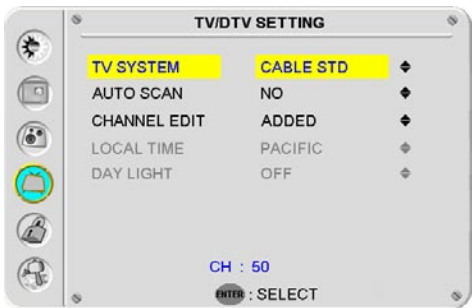 TV/DTV SETTING
TV SYSTEM CABLE STD
AUTO SCAN NO
CHANNEL EDIT ADDED
LOCAL TIME PACIFIC
DAY LIGHT OFF
CH : 50
ENTER : SELECT